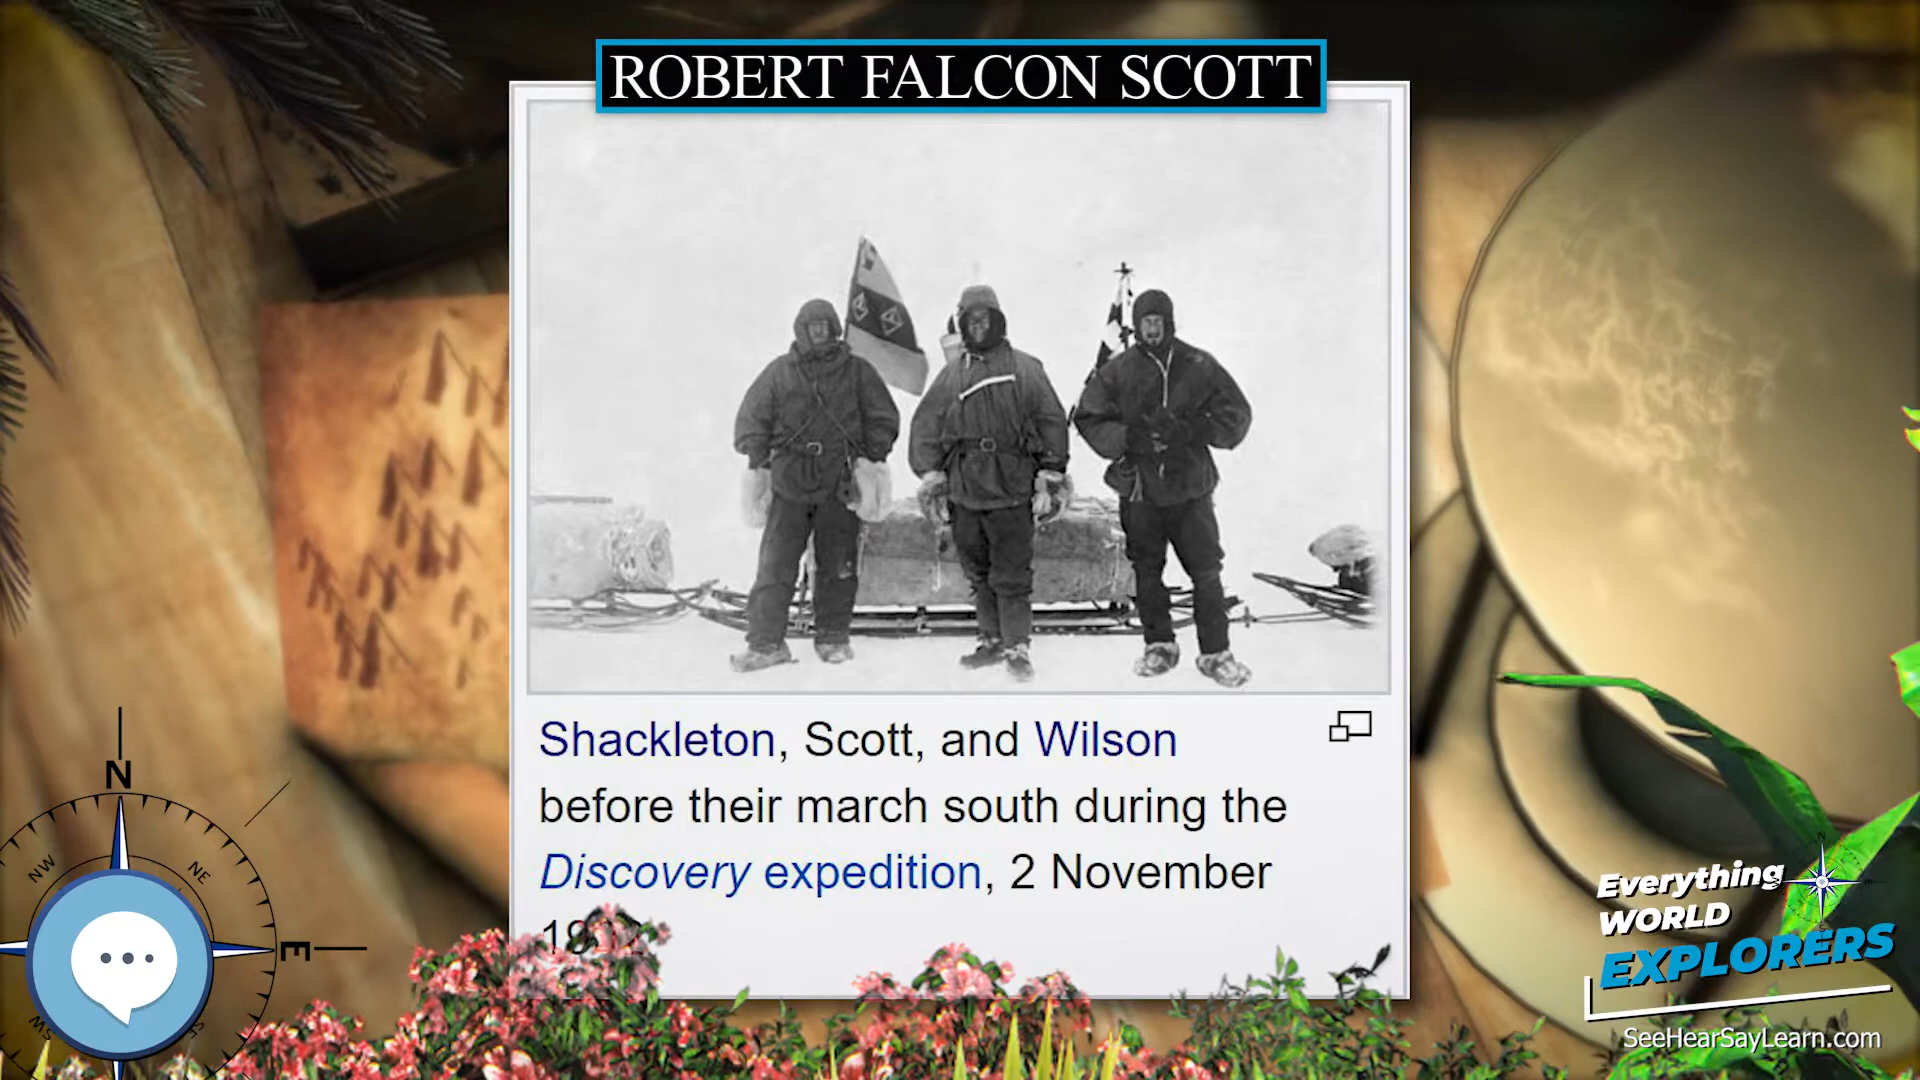 ROBERT FALCON SCOTT
Shackleton, Scott, and Wilson
before their march south during the
Discovery expedition, 2 November
N
NW
NE
E
SW
Everything
WORLD
EXPLORERS
SeeHearSayLearn.com